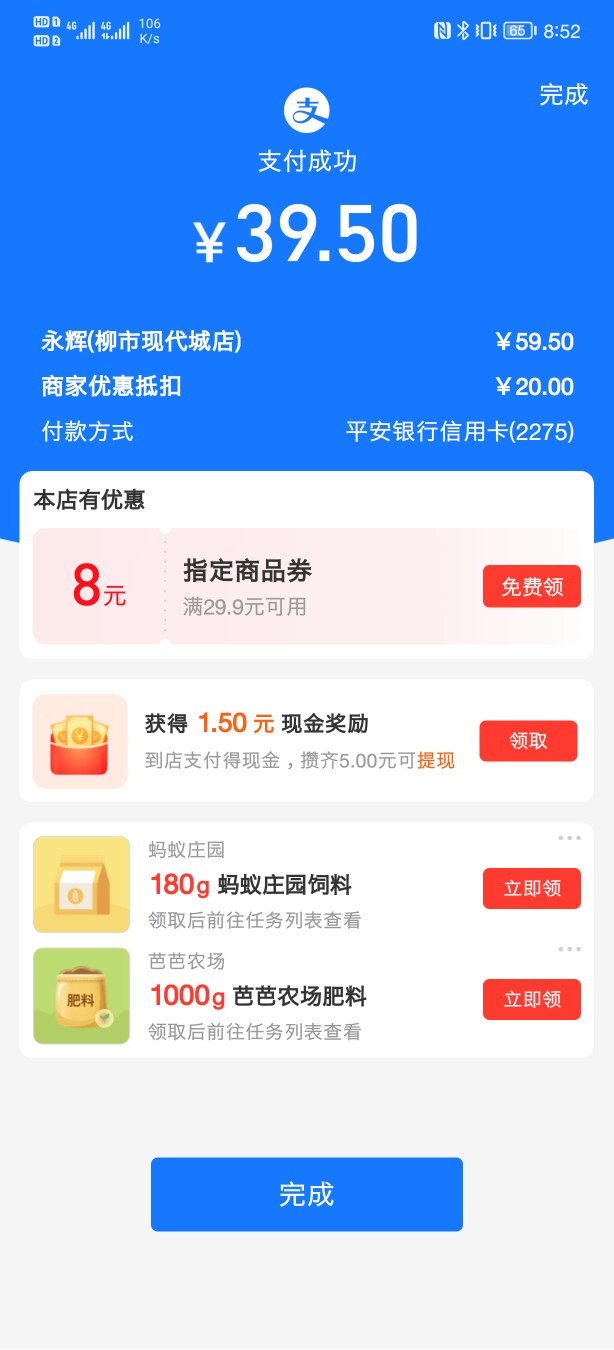 HD 1 4G 4G 106 65 8:52
HD 2 K/s
完成
支
支付成功
￥39.50
永辉(柳市现代城店) ￥59.50
商家优惠抵扣 ￥20.00
付款方式 平安银行信用卡(2275)
本店有优惠
8元 指定商品券 免费领
满29.9元可用
获得 1.50 元 现金奖励 领取
到店支付得现金，攒齐5.00元可提现
蚂蚁庄园
180g 蚂蚁庄园饲料 立即领
领取后前往任务列表查看
芭芭农场
肥料
1000g 芭芭农场肥料 立即领
领取后前往任务列表查看
完成